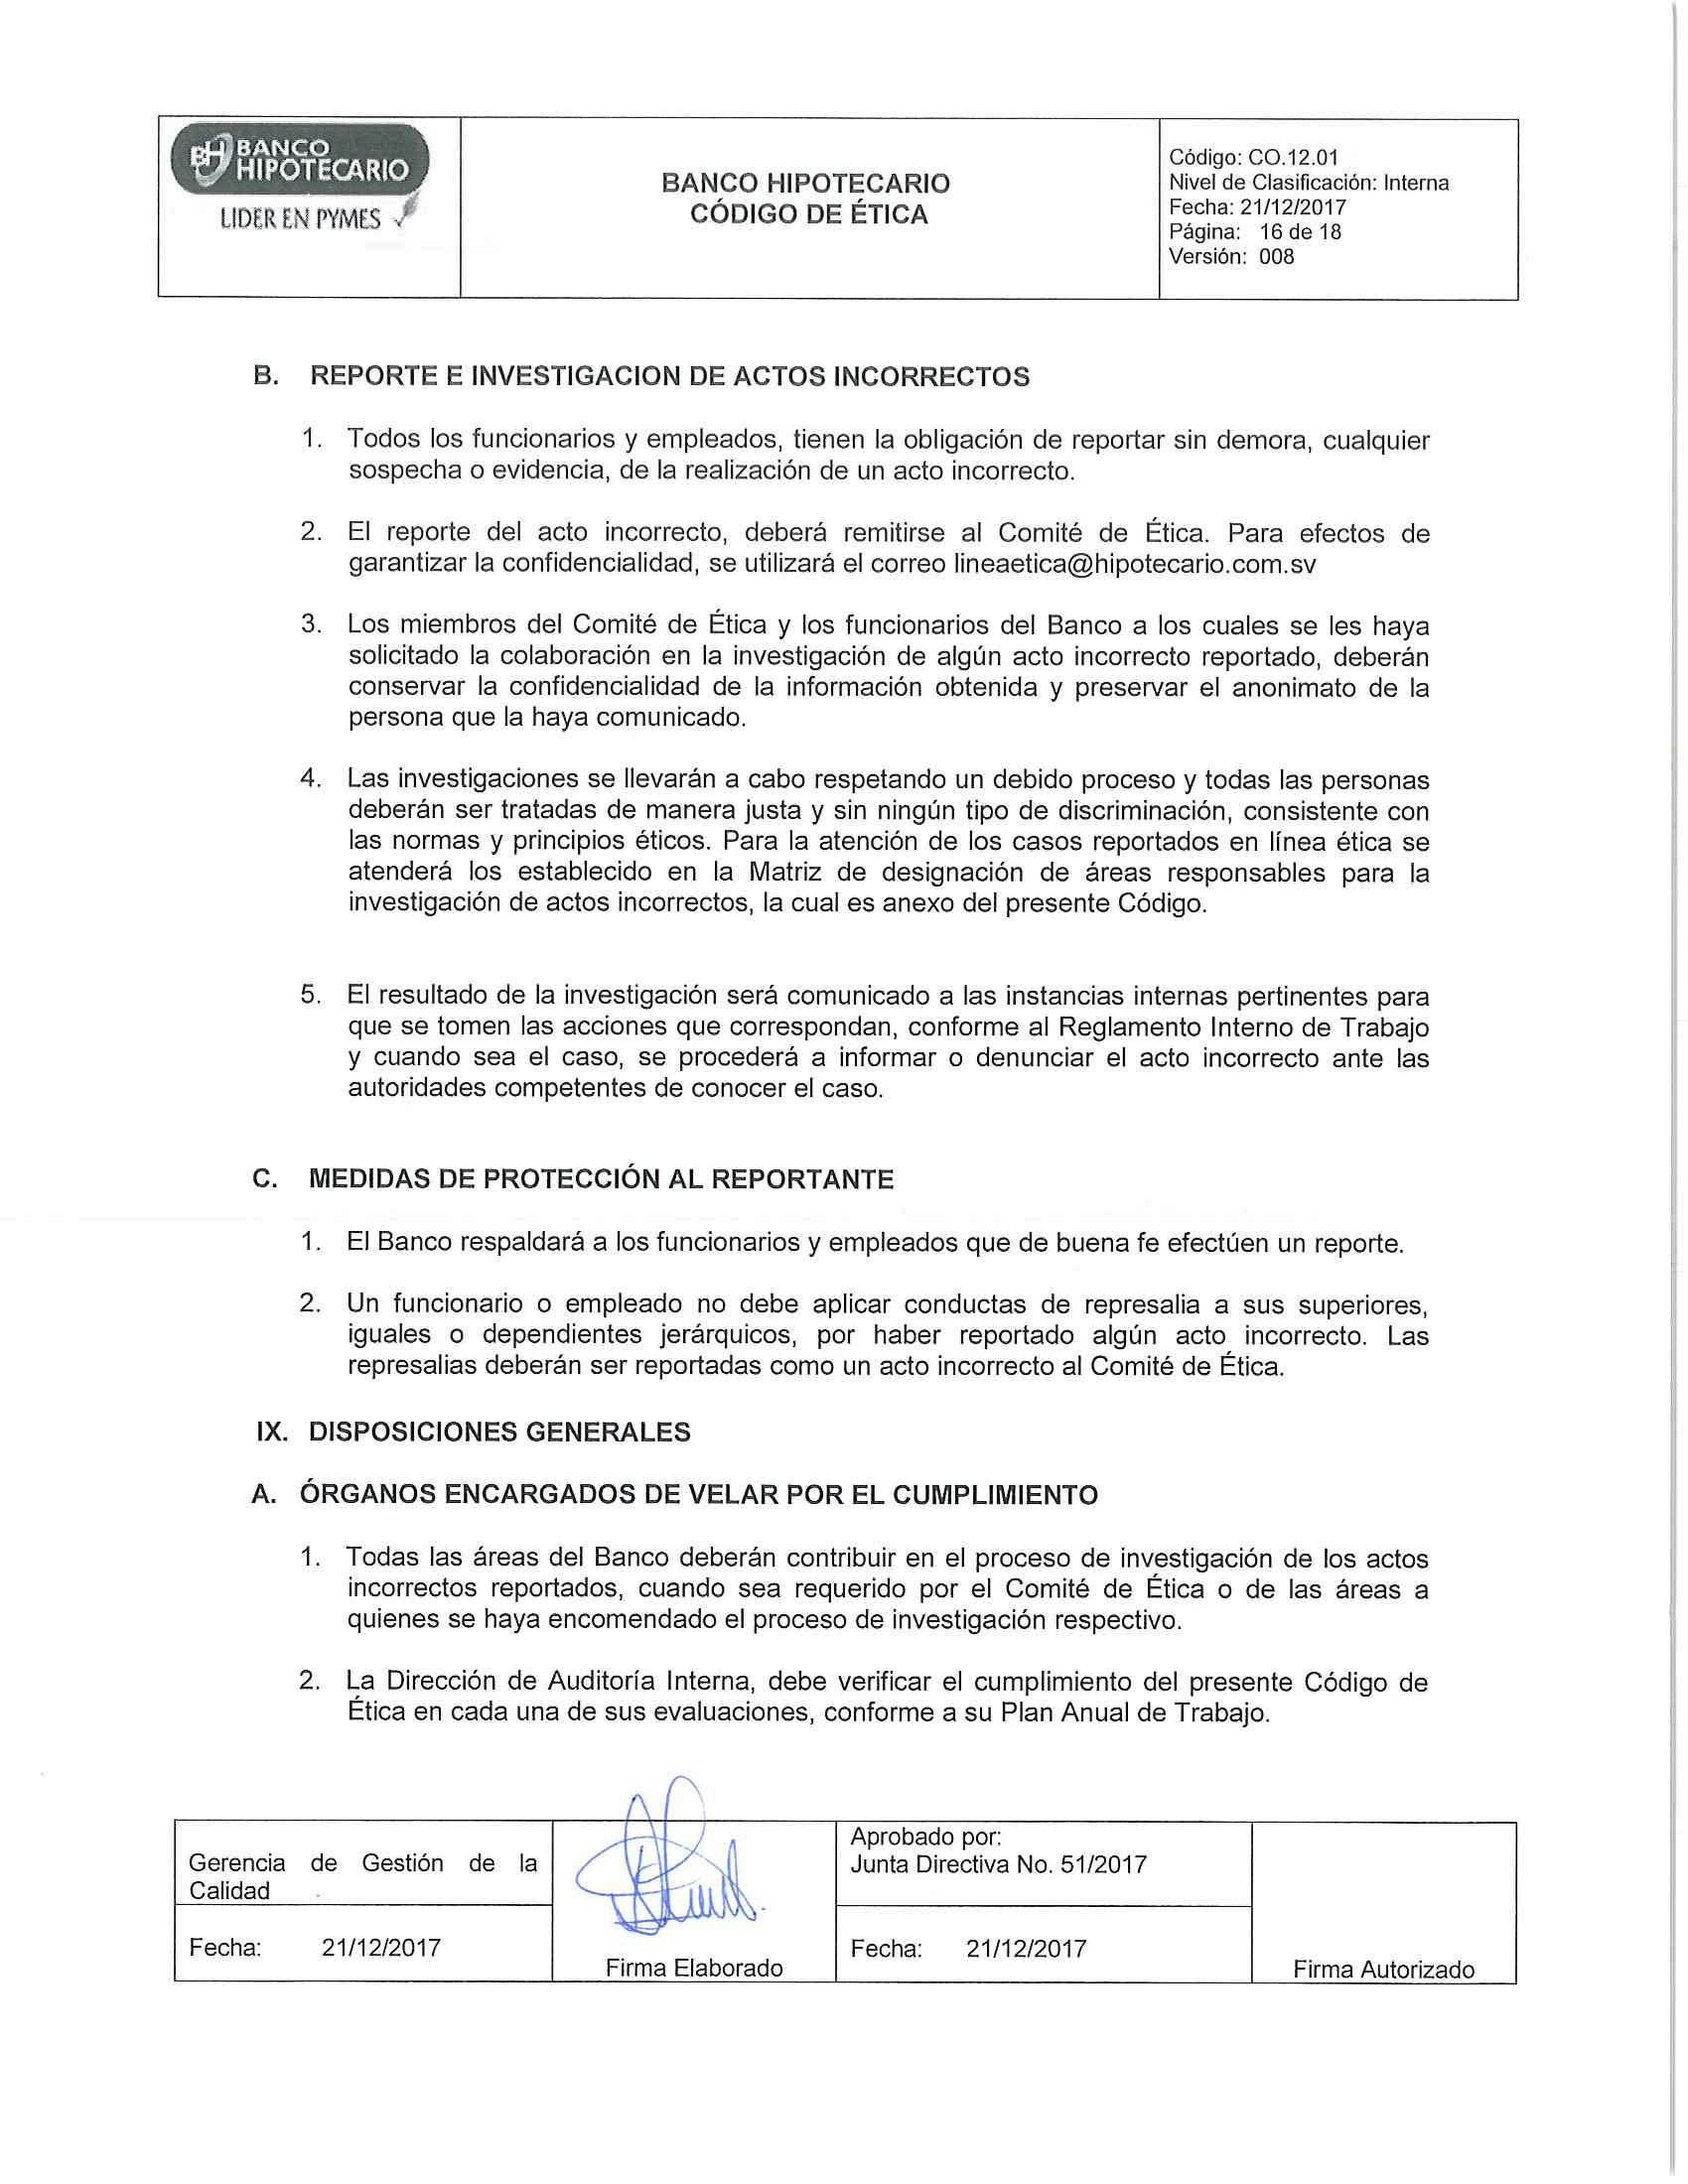 BANCO
HIPOTECARIO
LIDER EN PYMES
BANCO HIPOTECARIO
CÓDIGO DE ÉTICA
Código: CO.12.01
Nivel de Clasificación: Interna
Fecha: 21/12/2017
Página: 16 de 18
Versión: 008
B. REPORTE E INVESTIGACION DE ACTOS INCORRECTOS
1. Todos los funcionarios y empleados, tienen la obligación de reportar sin demora, cualquier
sospecha o evidencia, de la realización de un acto incorrecto.
2. El reporte del acto incorrecto, deberá remitirse al Comité de Ética. Para efectos de
garantizar la confidencialidad, se utilizará el correo lineaetica@hipotecario.com.sv
3. Los miembros del Comité de Ética y los funcionarios del Banco a los cuales se les haya
solicitado la colaboración en la investigación de algún acto incorrecto reportado, deberán
conservar la confidencialidad de la información obtenida y preservar el anonimato de la
persona que la haya comunicado.
4. Las investigaciones se llevarán a cabo respetando un debido proceso y todas las personas
deberán ser tratadas de manera justa y sin ningún tipo de discriminación, consistente con
las normas y principios éticos. Para la atención de los casos reportados en línea ética se
atenderá los establecido en la Matriz de designación de áreas responsables para la
investigación de actos incorrectos, la cual es anexo del presente Código.
5. El resultado de la investigación será comunicado a las instancias internas pertinentes para
que se tomen las acciones que correspondan, conforme al Reglamento Interno de Trabajo
y cuando sea el caso, se procederá a informar o denunciar el acto incorrecto ante las
autoridades competentes de conocer el caso.
C. MEDIDAS DE PROTECCIÓN AL REPORTANTE
1. El Banco respaldará a los funcionarios y empleados que de buena fe efectúen un reporte.
2. Un funcionario o empleado no debe aplicar conductas de represalia a sus superiores,
iguales o dependientes jerárquicos, por haber reportado algún acto incorrecto. Las
represalias deberán ser reportadas como un acto incorrecto al Comité de Ética.
IX. DISPOSICIONES GENERALES
A. ÓRGANOS ENCARGADOS DE VELAR POR EL CUMPLIMIENTO
1. Todas las áreas del Banco deberán contribuir en el proceso de investigación de los actos
incorrectos reportados, cuando sea requerido por el Comité de Ética o de las áreas a
quienes se haya encomendado el proceso de investigación respectivo.
2. La Dirección de Auditoría Interna, debe verificar el cumplimiento del presente Código de
Ética en cada una de sus evaluaciones, conforme a su Plan Anual de Trabajo.
Gerencia de Gestión de la
Calidad
Fecha: 21/12/2017
Firma Elaborado
Aprobado por:
Junta Directiva No. 51/2017
Fecha: 21/12/2017
Firma Autorizado